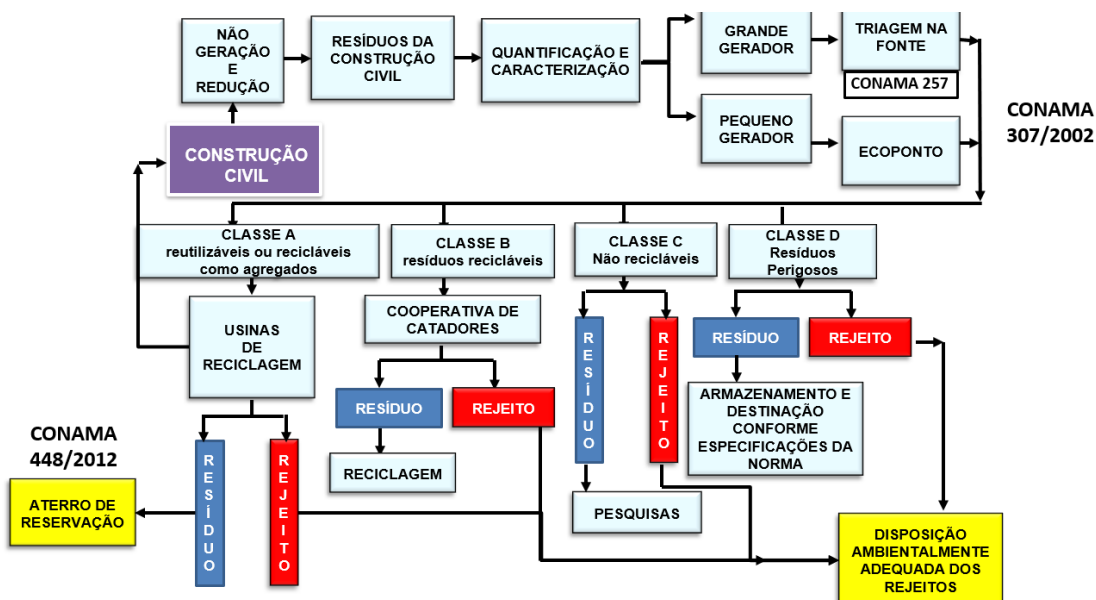 NÃO
GERAÇÃO
E
REDUÇÃO
RESÍDUOS DA
CONSTRUÇÃO
CIVIL
QUANTIFICAÇÃO E
CARACTERIZAÇÃO
GRANDE
GERADOR
TRIAGEM NA
FONTE
CONAMA 257
PEQUENO
GERADOR
ECOPONTO
CONAMA
307/2002
CONSTRUÇÃO
CIVIL
CLASSE A
reutilizáveis ou recicláveis
como agregados
CLASSE B
resíduos recicláveis
CLASSE C
Não recicláveis
CLASSE D
Resíduos
Perigosos
USINAS
DE
RECICLAGEM
COOPERATIVA DE
CATADORES
RESÍDUO
REJEITO
RESÍDUO
REJEITO
RESÍDUO
REJEITO
ARMAZENAMENTO E
DESTINAÇÃO
CONFORME
ESPECIFICAÇÕES DA
NORMA
RECICLAGEM
PESQUISAS
CONAMA
448/2012
ATERRO DE
RESERVAÇÃO
RESÍDUO
REJEITO
DISPOSIÇÃO
AMBIENTALMENTE
ADEQUADA DOS
REJEITOS